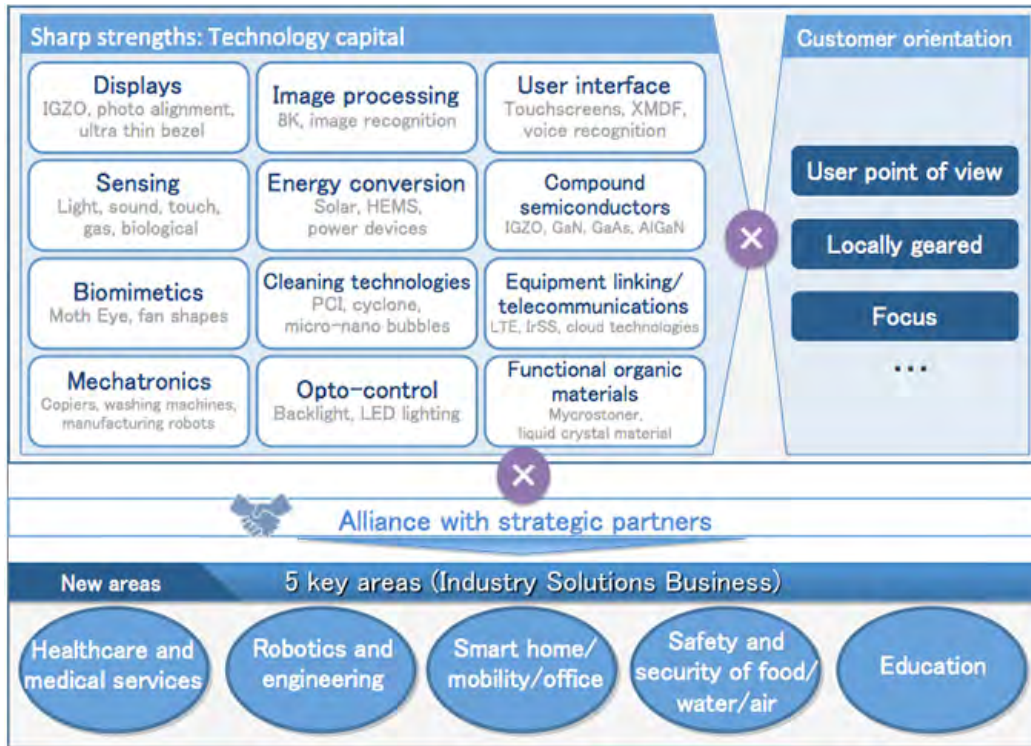 Sharp strengths: Technology capital
Displays
IGZO, photo alignment,
ultra thin bezel
Image processing
8K, image recognition
User interface
Touchscreens, XMDF,
voice recognition
Sensing
Light, sound, touch,
gas, biological
Energy conversion
Solar, HEMS,
power devices
Compound
semiconductors
IGZO, GaN, GaAs, AlGaN
Biomimetics
Moth Eye, fan shapes
Cleaning technologies
PCI, cyclone,
micro-nano bubbles
Equipment linking/
telecommunications
LTE, IrSS, cloud technologies
Mechatronics
Copiers, washing machines,
manufacturing robots
Opto-control
Backlight, LED lighting
Functional organic
materials
Mycrostoner,
liquid crystal material
Customer orientation
User point of view
Locally geared
Focus
...
Alliance with strategic partners
New areas
5 key areas (Industry Solutions Business)
Healthcare and
medical services
Robotics and
engineering
Smart home/
mobility/office
Safety and
security of food/
water/air
Education